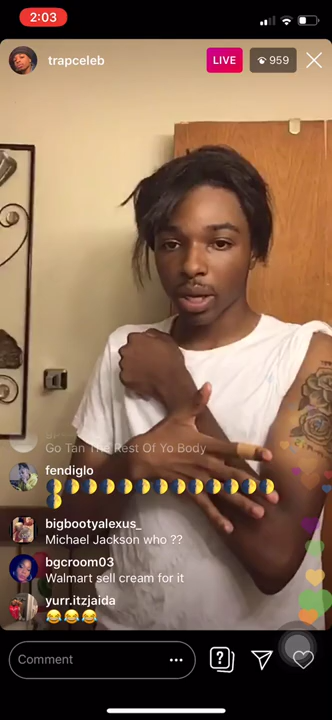 2:03
trapceleb
LIVE
959
Go Tan The Rest Of Yo Body
fendiglo
🌗🌗🌗🌗🌗🌗🌗🌗🌗🌗🌗🌗
🌗
bigbootyalexus_
Michael Jackson who ??
bgcroom03
Walmart sell cream for it
yurr.itzjaida
😂😂😂
Comment
?